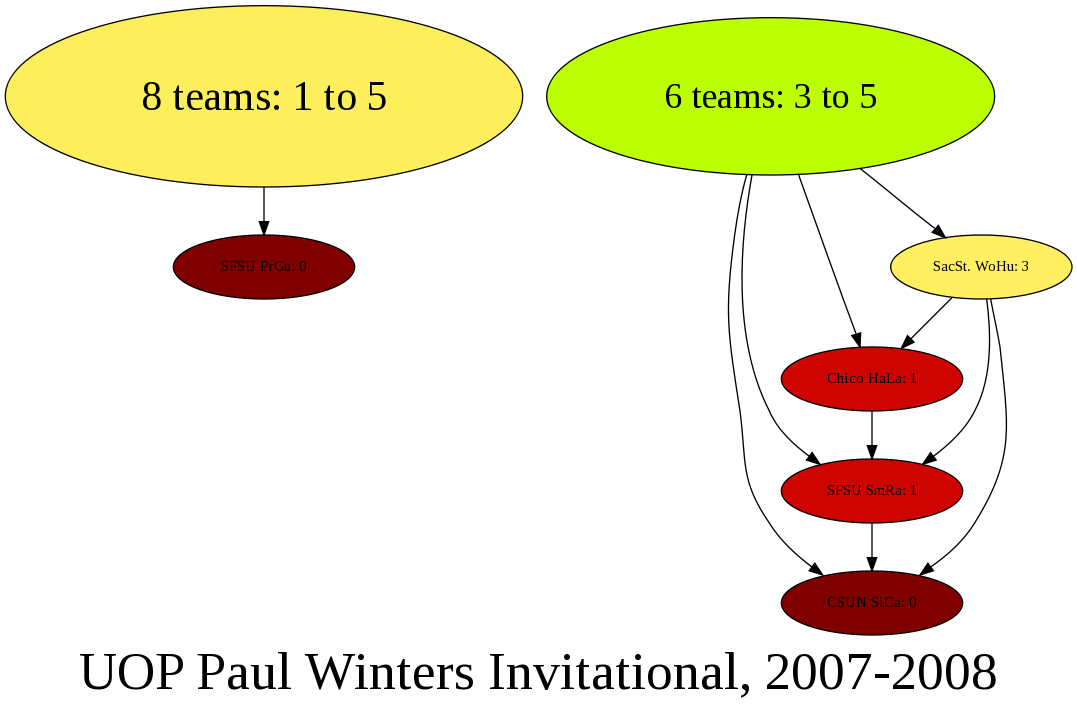 8 teams: 1 to 5
6 teams: 3 to 5
SFSU PrGu: 0
SacSt. WoHu: 3
Chico HaLa: 1
SFSU SmRa: 1
CSUN SiCa: 0
UOP Paul Winters Invitational, 2007-2008